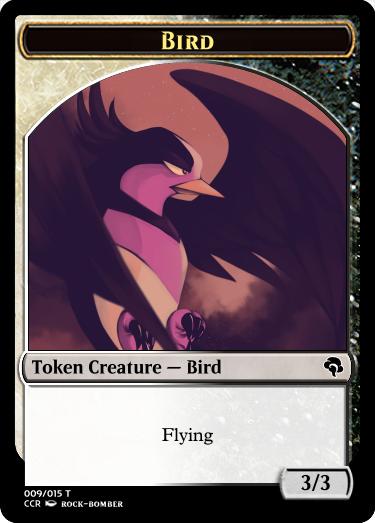 Bird
Token Creature — Bird
Flying
3/3
009/015 T
CCR ROCK-BOMBER